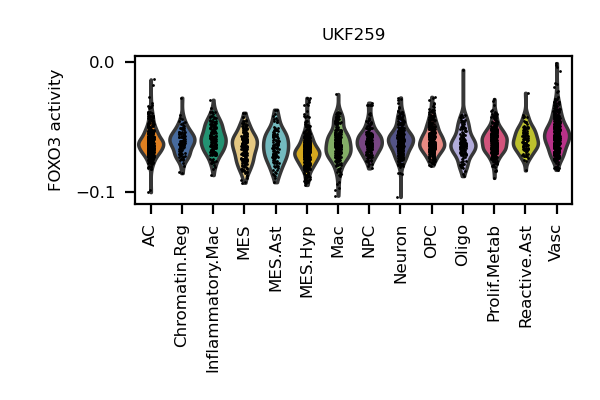 UKF259
0.0
−0.1
FOXO3 activity
AC
Chromatin.Reg
Inflammatory.Mac
MES
MES.Ast
MES.Hyp
Mac
NPC
Neuron
OPC
Oligo
Prolif.Metab
Reactive.Ast
Vasc